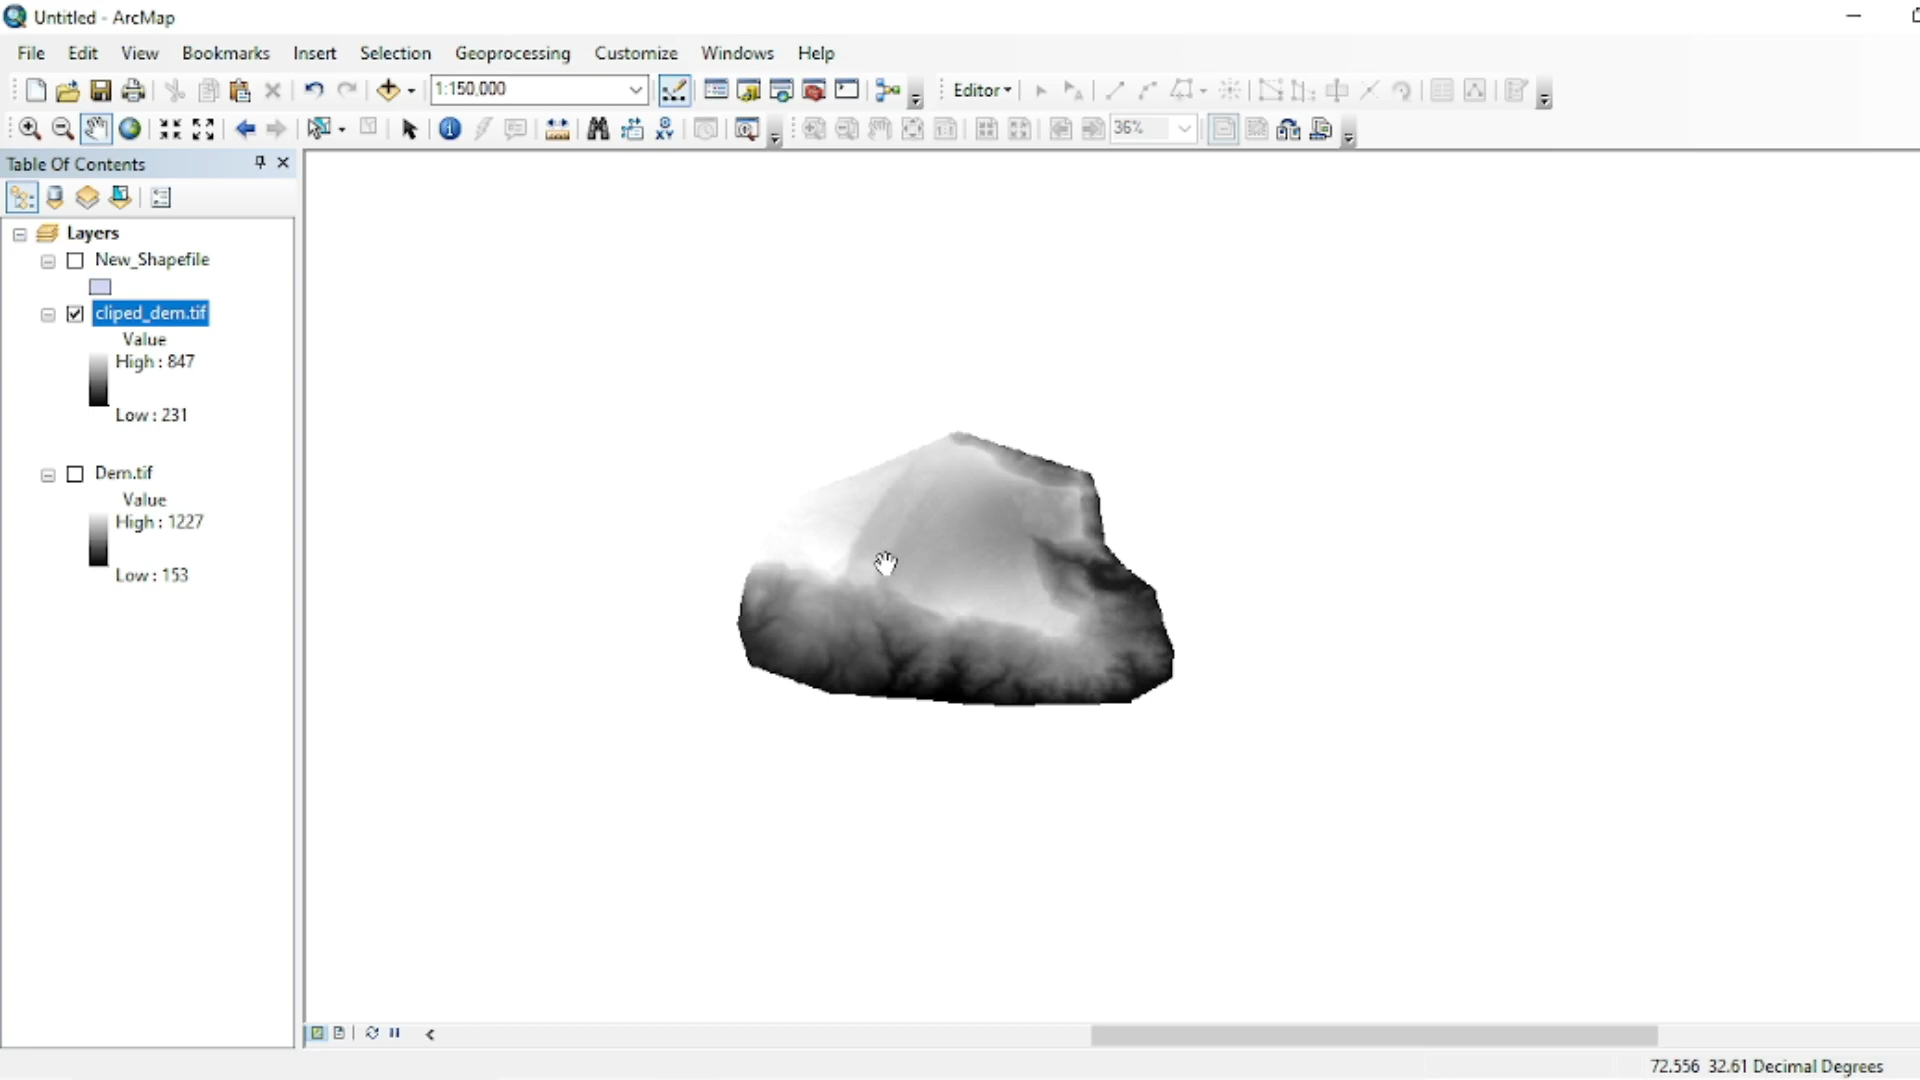 Untitled - ArcMap
File Edit View Bookmarks Insert Selection Geoprocessing Customize Windows Help
1:150,000 Editor
36%
Table Of Contents
Layers
New_Shapefile
cliped_dem.tif
Value
High : 847
Low : 231
Dem.tif
Value
High : 1227
Low : 153
72.556 32.61 Decimal Degrees